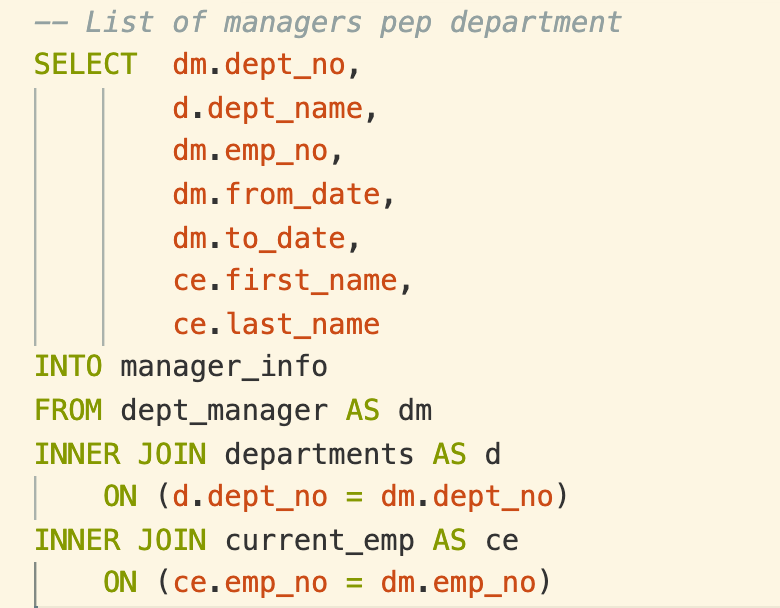 -- List of managers pep department
SELECT  dm.dept_no,
        d.dept_name,
        dm.emp_no,
        dm.from_date,
        dm.to_date,
        ce.first_name,
        ce.last_name
INTO manager_info
FROM dept_manager AS dm
INNER JOIN departments AS d
    ON (d.dept_no = dm.dept_no)
INNER JOIN current_emp AS ce
    ON (ce.emp_no = dm.emp_no)